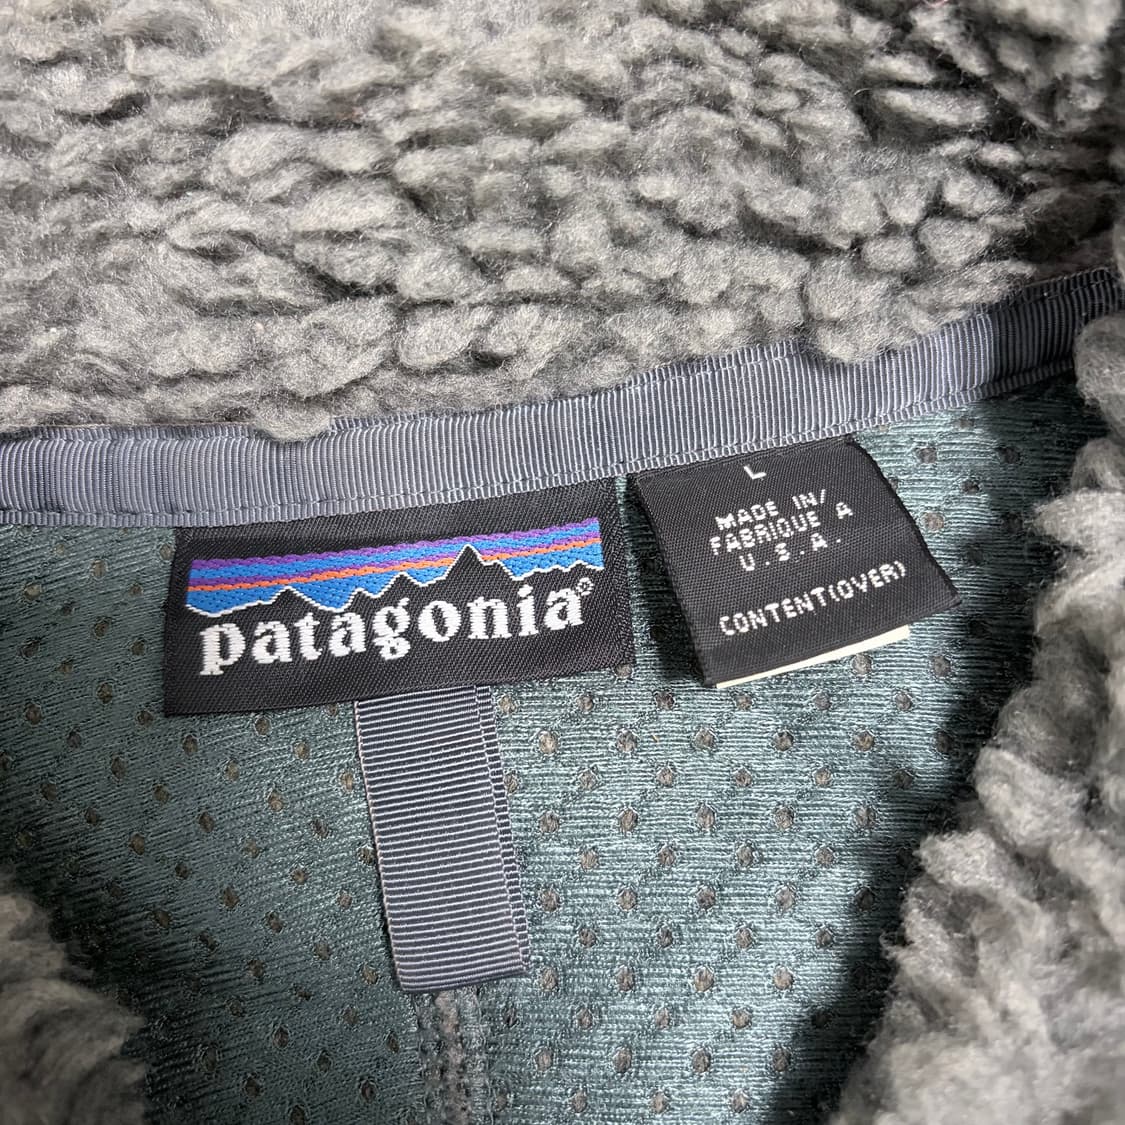 patagonia®
L
MADE IN/
FABRIQUE A
U.S.A.
CONTENT(OVER)